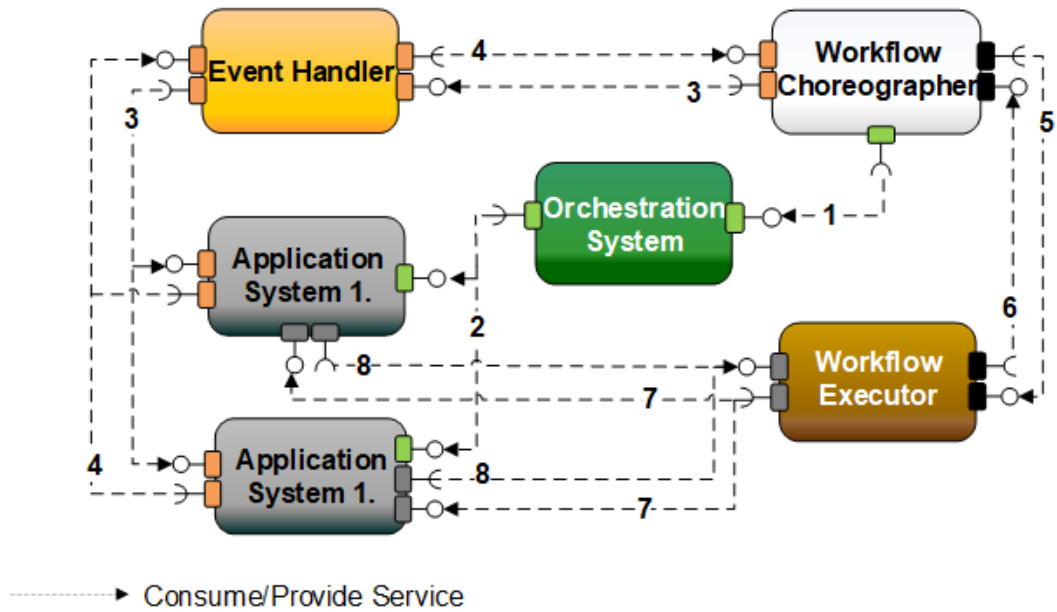 Event Handler
4
3
Workflow
Choreographer
3
5
Orchestration
System
1
Application
System 1.
2
6
8
7
Workflow
Executor
Application
System 1.
4
8
7
Consume/Provide Service